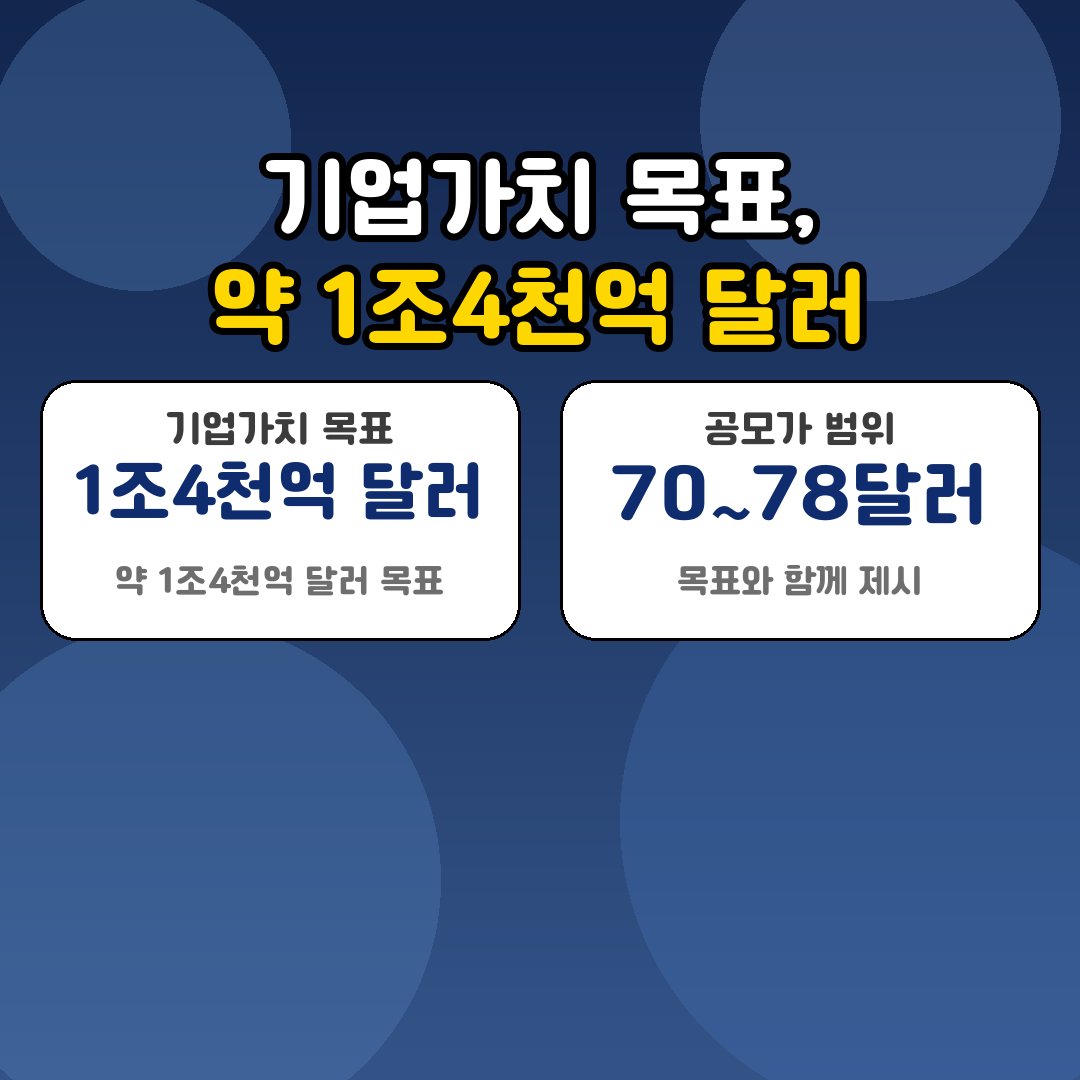 기업가치 목표,
약 1조4천억 달러
기업가치 목표
1조4천억 달러
약 1조4천억 달러 목표
공모가 범위
70~78달러
목표와 함께 제시